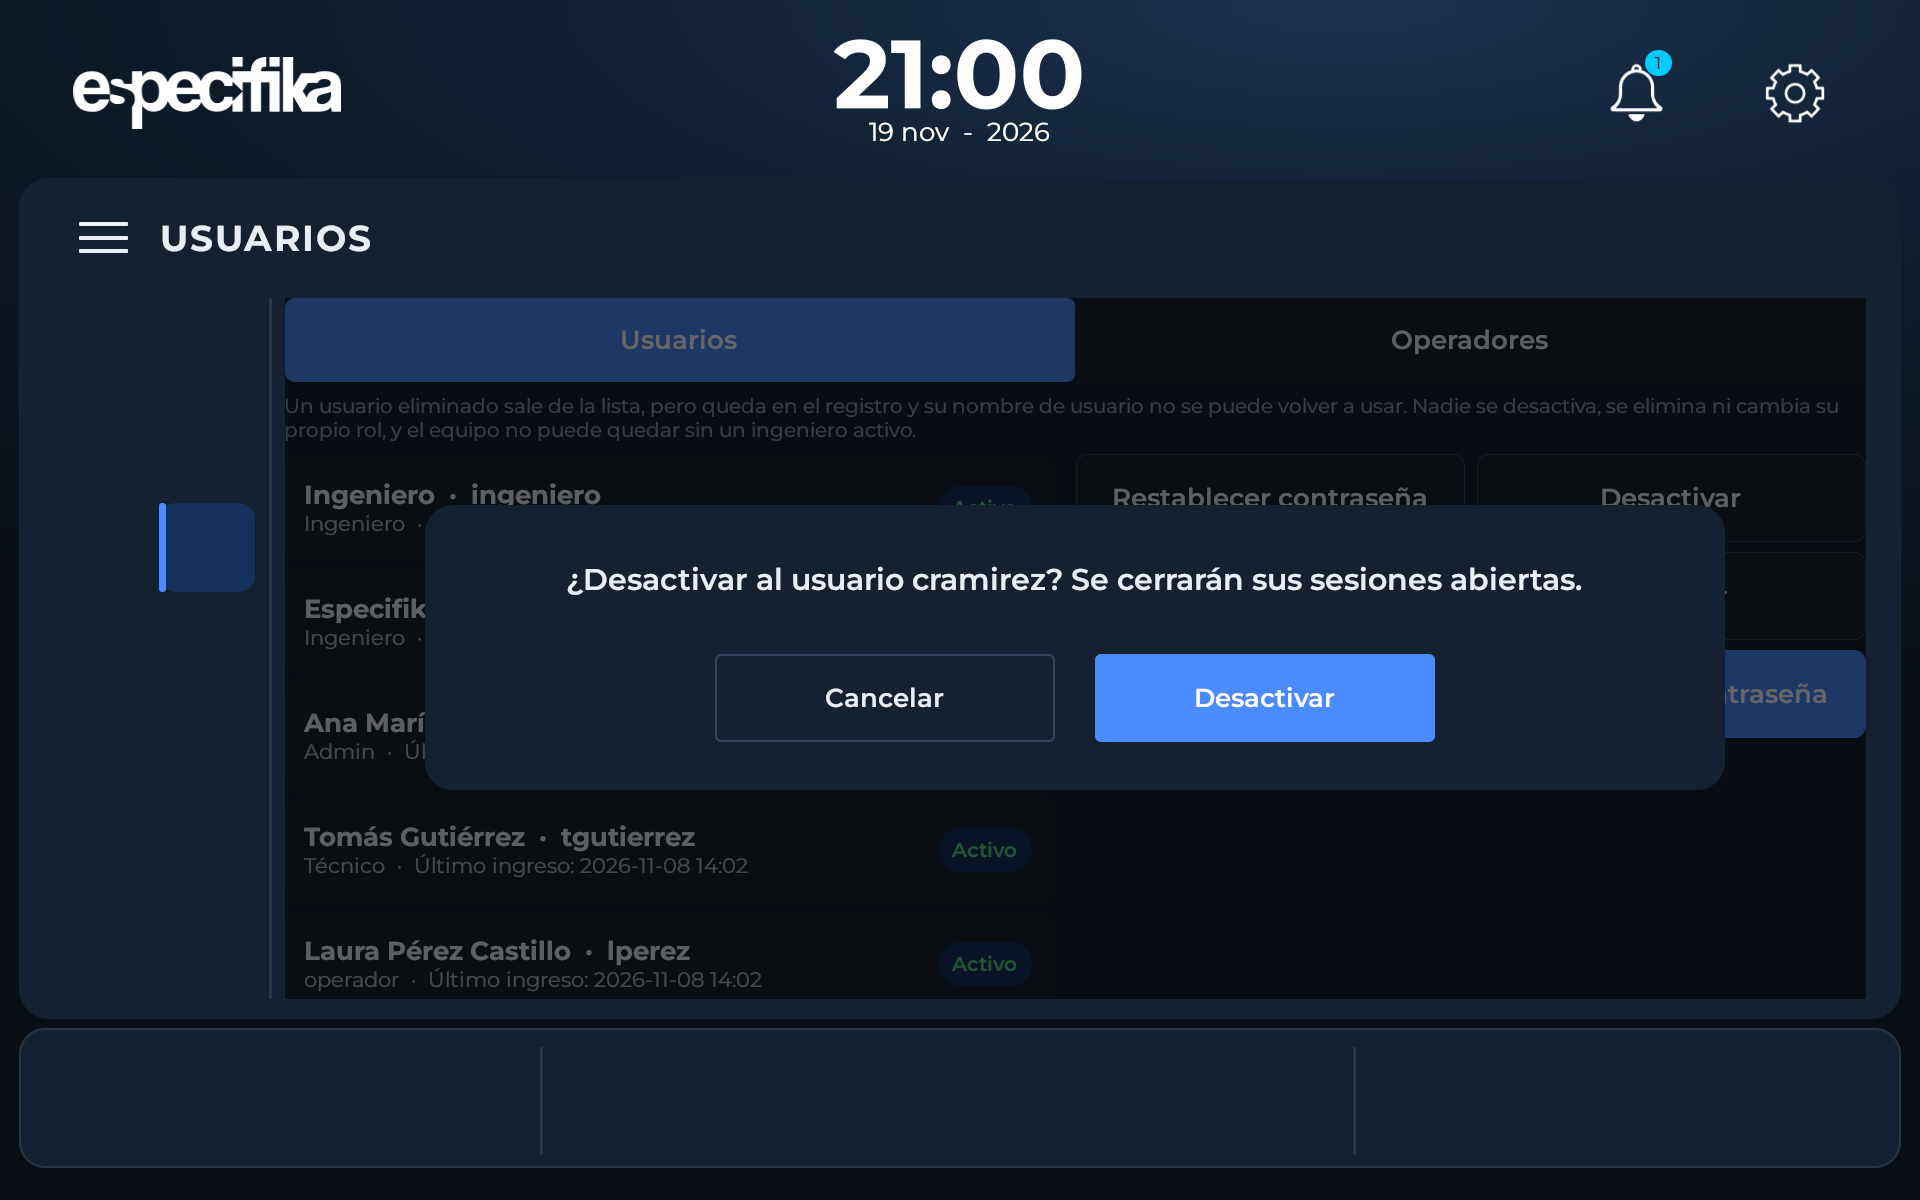 especifika
21:00
19 nov - 2026
1
USUARIOS
Usuarios
Operadores
Un usuario eliminado sale de la lista, pero queda en el registro y su nombre de usuario no se puede volver a usar. Nadie se desactiva, se elimina ni cambia su
propio rol, y el equipo no puede quedar sin un ingeniero activo.
Ingeniero · ingeniero
Ingeniero ·
Activo
Restablecer contraseña
Desactivar
¿Desactivar al usuario cramirez? Se cerrarán sus sesiones abiertas.
Cancelar
Desactivar
Especifik
Ingeniero ·
traseña
Ana Marí
Admin · Úl
Tomás Gutiérrez · tgutierrez
Técnico · Último ingreso: 2026-11-08 14:02
Activo
Laura Pérez Castillo · lperez
operador · Último ingreso: 2026-11-08 14:02
Activo